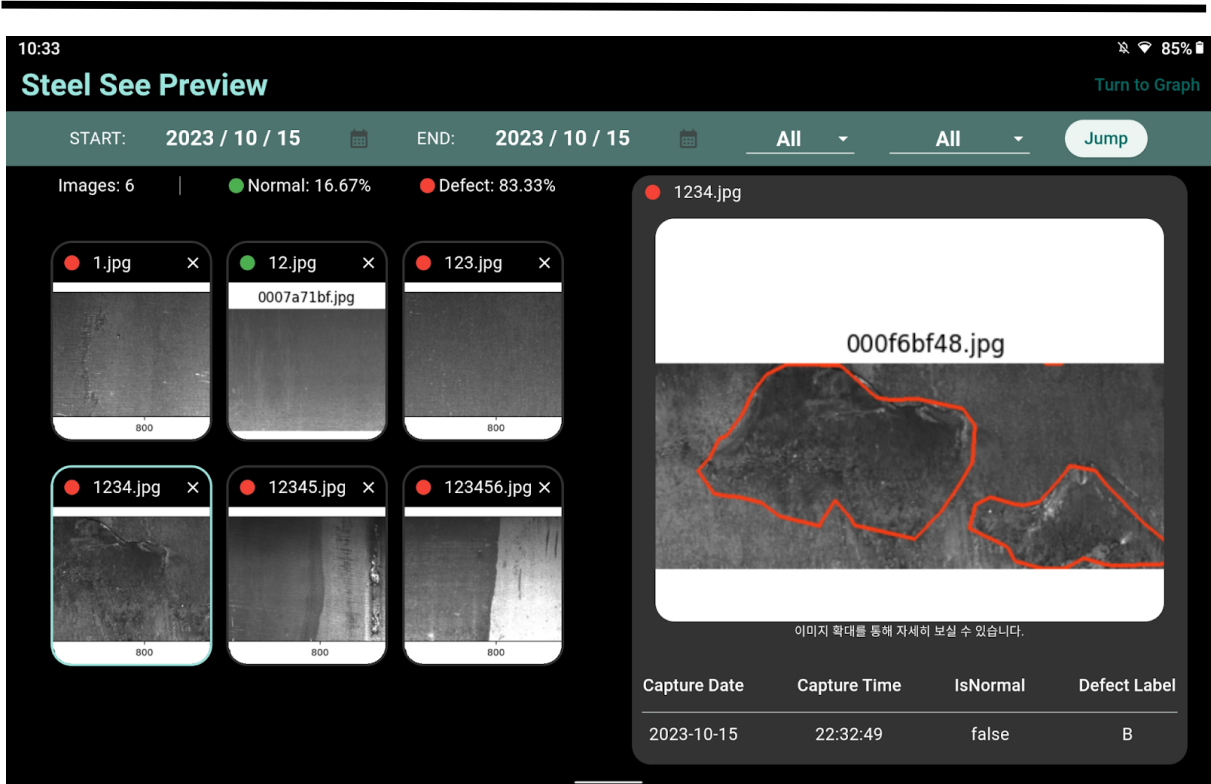 10:33
85%
Steel See Preview
Turn to Graph
START: 2023 / 10 / 15 END: 2023 / 10 / 15 All All Jump
Images: 6 | Normal: 16.67% Defect: 83.33%
1.jpg ×
800
12.jpg ×
0007a71bf.jpg
123.jpg ×
800
1234.jpg ×
12345.jpg ×
800
123456.jpg ×
800
1234.jpg
000f6bf48.jpg
이미지 확대를 통해 자세히 보실 수 있습니다.
Capture Date Capture Time IsNormal Defect Label
2023-10-15 22:32:49 false B